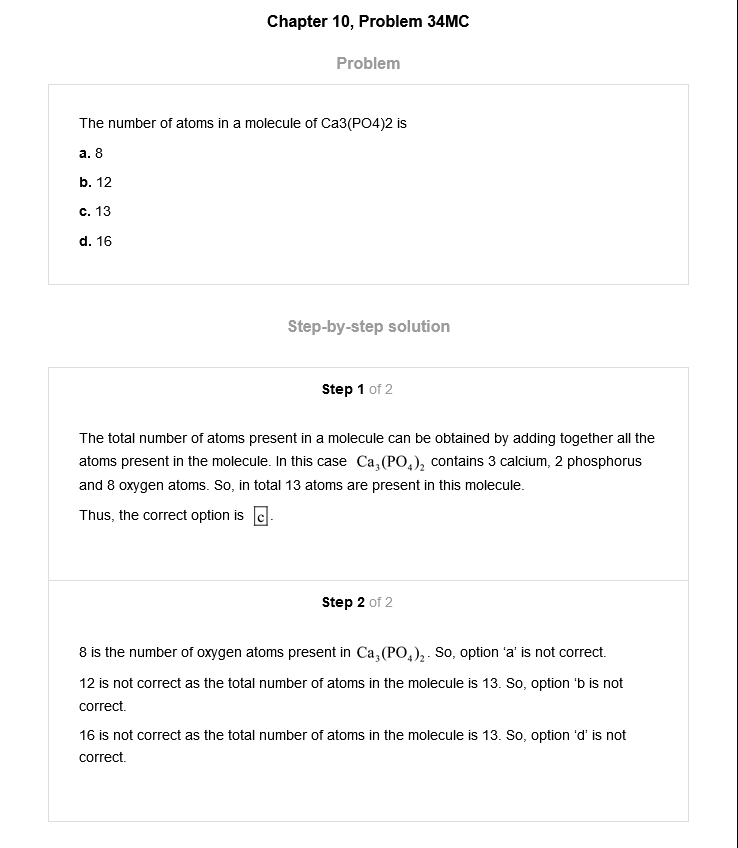 Chapter 10, Problem 34MC
Problem
The number of atoms in a molecule of Ca3(PO4)2 is
a. 8
b. 12
c. 13
d. 16
Step-by-step solution
Step 1 of 2
The total number of atoms present in a molecule can be obtained by adding together all the
atoms present in the molecule. In this case Ca₃(PO₄)₂ contains 3 calcium, 2 phosphorus
and 8 oxygen atoms. So, in total 13 atoms are present in this molecule.
Thus, the correct option is c.
Step 2 of 2
8 is the number of oxygen atoms present in Ca₃(PO₄)₂. So, option ‘a’ is not correct.
12 is not correct as the total number of atoms in the molecule is 13. So, option ‘b is not
correct.
16 is not correct as the total number of atoms in the molecule is 13. So, option ‘d’ is not
correct.